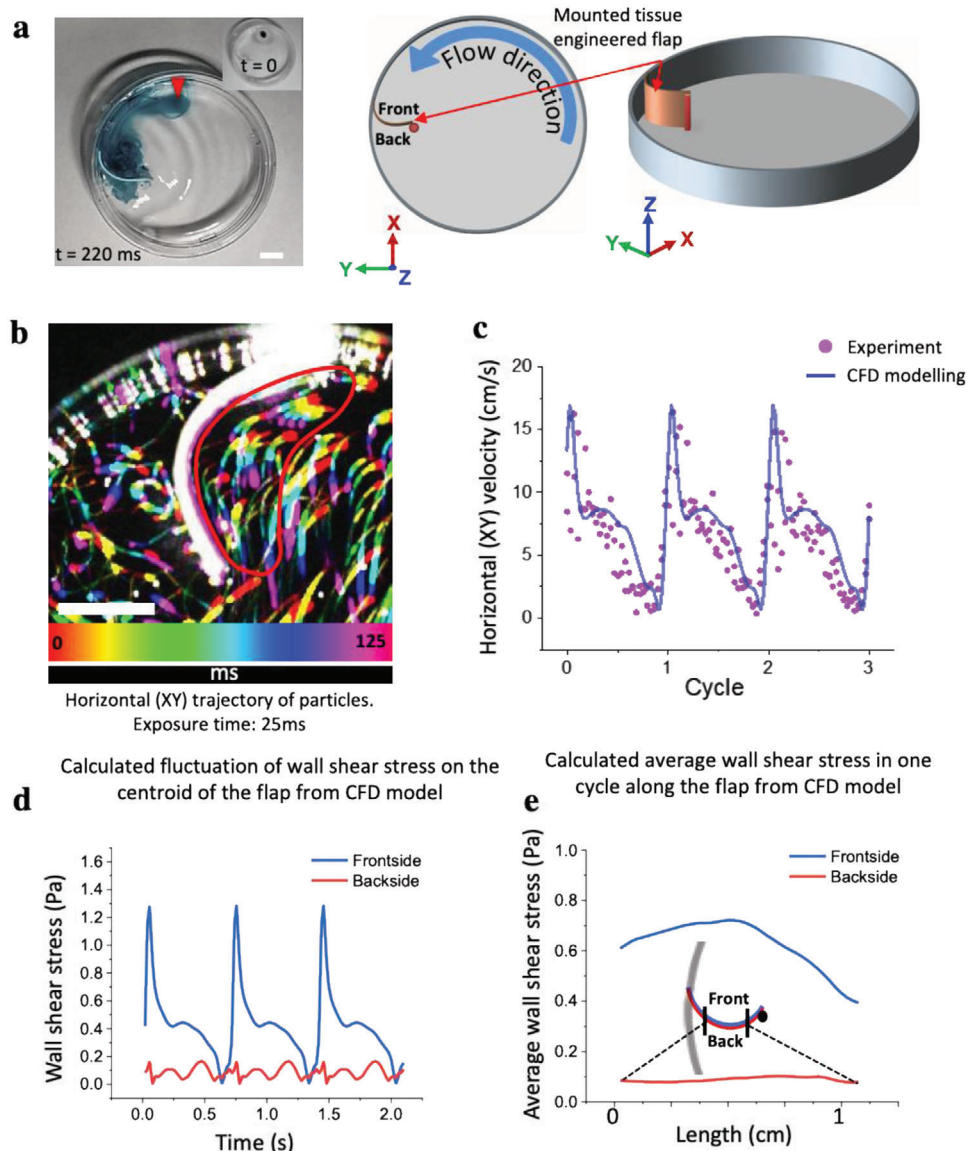 a
t = 0
t = 220 ms
Mounted tissue
engineered flap
Flow direction
Front
Back
X
Y
Z
Z
Y
X
b
0
125
ms
Horizontal (XY) trajectory of particles.
Exposure time: 25ms
c
Experiment
CFD modelling
Horizontal (XY) velocity (cm/s)
20
15
10
5
0
0
1
2
3
Cycle
Calculated fluctuation of wall shear stress on the
centroid of the flap from CFD model
d
Frontside
Backside
Wall shear stress (Pa)
1.6
1.4
1.2
1.0
0.8
0.6
0.4
0.2
0.0
0.0
0.5
1.0
1.5
2.0
Time (s)
Calculated average wall shear stress in one
cycle along the flap from CFD model
e
Frontside
Backside
Average wall shear stress (Pa)
1.0
0.8
0.6
0.4
0.2
0.0
Front
Back
0
1
Length (cm)